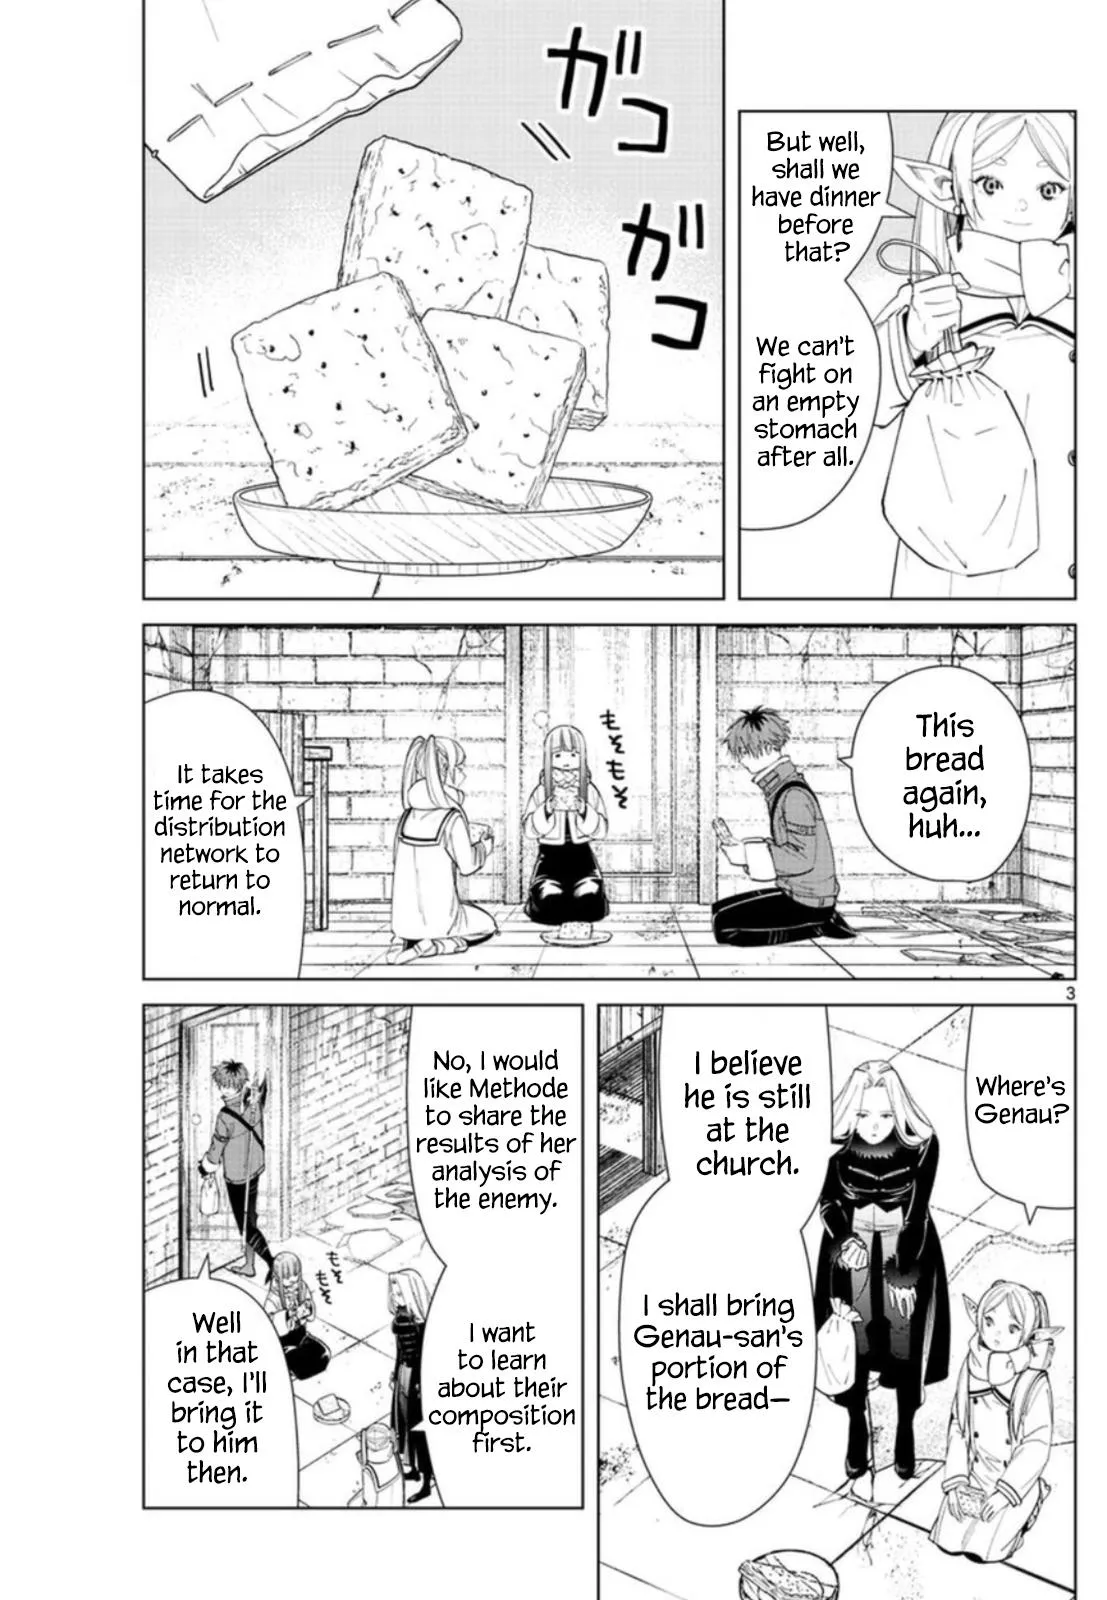 But well,
shall we
have dinner
before
that?
We can't
fight on
an empty
stomach
after all.
ガコ
ガコ
This
bread
again,
huh...
もそもそ
It takes
time for the
distribution
network to
return to
normal.
3
Where's
Genau?
I believe
he is still
at the
church.
I shall bring
Genau-san's
portion of
the bread—
No, I would
like Methode
to share the
results of her
analysis of
the enemy.
I want
to learn
about their
composition
first.
もそもそ
Well
in that
case, I'll
bring it
to him
then.